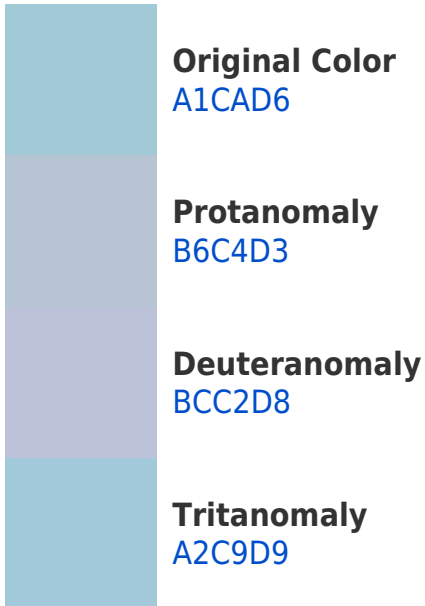 Original Color
A1CAD6
Protanomaly
B6C4D3
Deuteranomaly
BCC2D8
Tritanomaly
A2C9D9